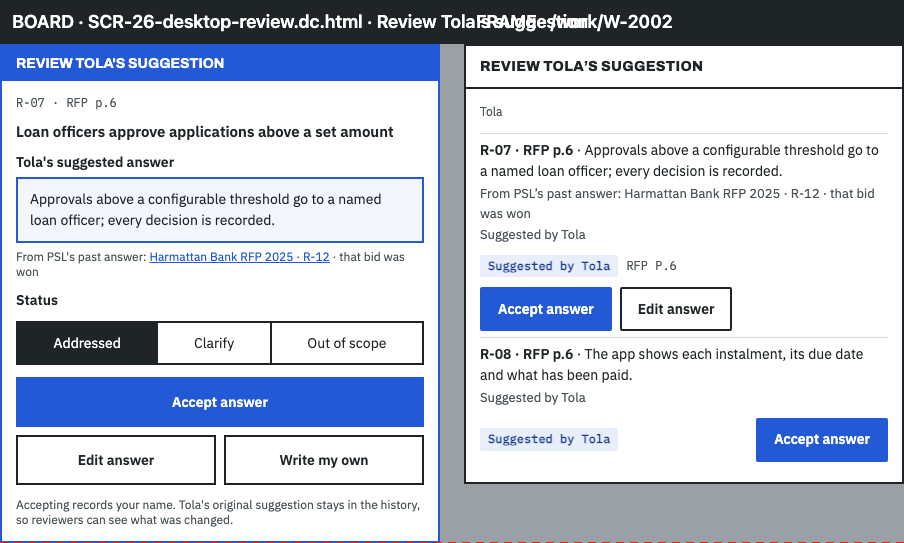 BOARD · SCR-26-desktop-review.dc.html · Review Tola's suggestion
FRAME · /work/W-2002
REVIEW TOLA'S SUGGESTION
R-07 · RFP p.6
Loan officers approve applications above a set amount
Tola's suggested answer
Approvals above a configurable threshold go to a named
loan officer; every decision is recorded.
From PSL's past answer: Harmattan Bank RFP 2025 · R-12 · that bid was
won
Status
Addressed
Clarify
Out of scope
Accept answer
Edit answer
Write my own
Accepting records your name. Tola's original suggestion stays in the history,
so reviewers can see what was changed.
REVIEW TOLA’S SUGGESTION
Tola
R-07 · RFP p.6 · Approvals above a configurable threshold go to
a named loan officer; every decision is recorded.
From PSL’s past answer: Harmattan Bank RFP 2025 · R-12 · that bid
was won
Suggested by Tola
Suggested by Tola RFP P.6
Accept answer
Edit answer
R-08 · RFP p.6 · The app shows each instalment, its due date
and what has been paid.
Suggested by Tola
Suggested by Tola
Accept answer